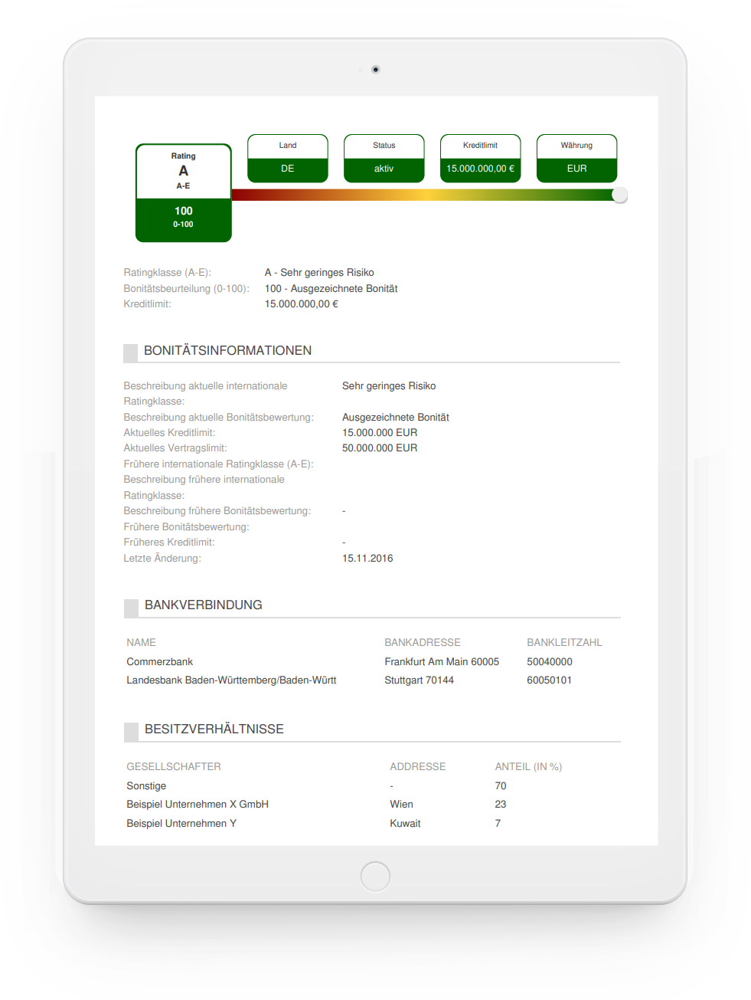 Rating
A
A-E
100
0-100
Land
DE
Status
aktiv
Kreditlimit
15.000.000,00 €
Währung
EUR
Ratingklasse (A-E): A - Sehr geringes Risiko
Bonitätsbeurteilung (0-100): 100 - Ausgezeichnete Bonität
Kreditlimit: 15.000.000,00 €
BONITÄTSINFORMATIONEN
Beschreibung aktuelle internationale Sehr geringes Risiko
Ratingklasse:
Beschreibung aktuelle Bonitätsbewertung: Ausgezeichnete Bonität
Aktuelles Kreditlimit: 15.000.000 EUR
Aktuelles Vertragslimit: 50.000.000 EUR
Frühere internationale Ratingklasse (A-E):
Beschreibung frühere internationale
Ratingklasse:
Beschreibung frühere Bonitätsbewertung: -
Frühere Bonitätsbewertung:
Früheres Kreditlimit: -
Letzte Änderung: 15.11.2016
BANKVERBINDUNG
NAME BANKADRESSE BANKLEITZAHL
Commerzbank Frankfurt Am Main 60005 50040000
Landesbank Baden-Württemberg/Baden-Württ Stuttgart 70144 60050101
BESITZVERHÄLTNISSE
GESELLSCHAFTER ADDRESSE ANTEIL (IN %)
Sonstige - 70
Beispiel Unternehmen X GmbH Wien 23
Beispiel Unternehmen Y Kuwait 7